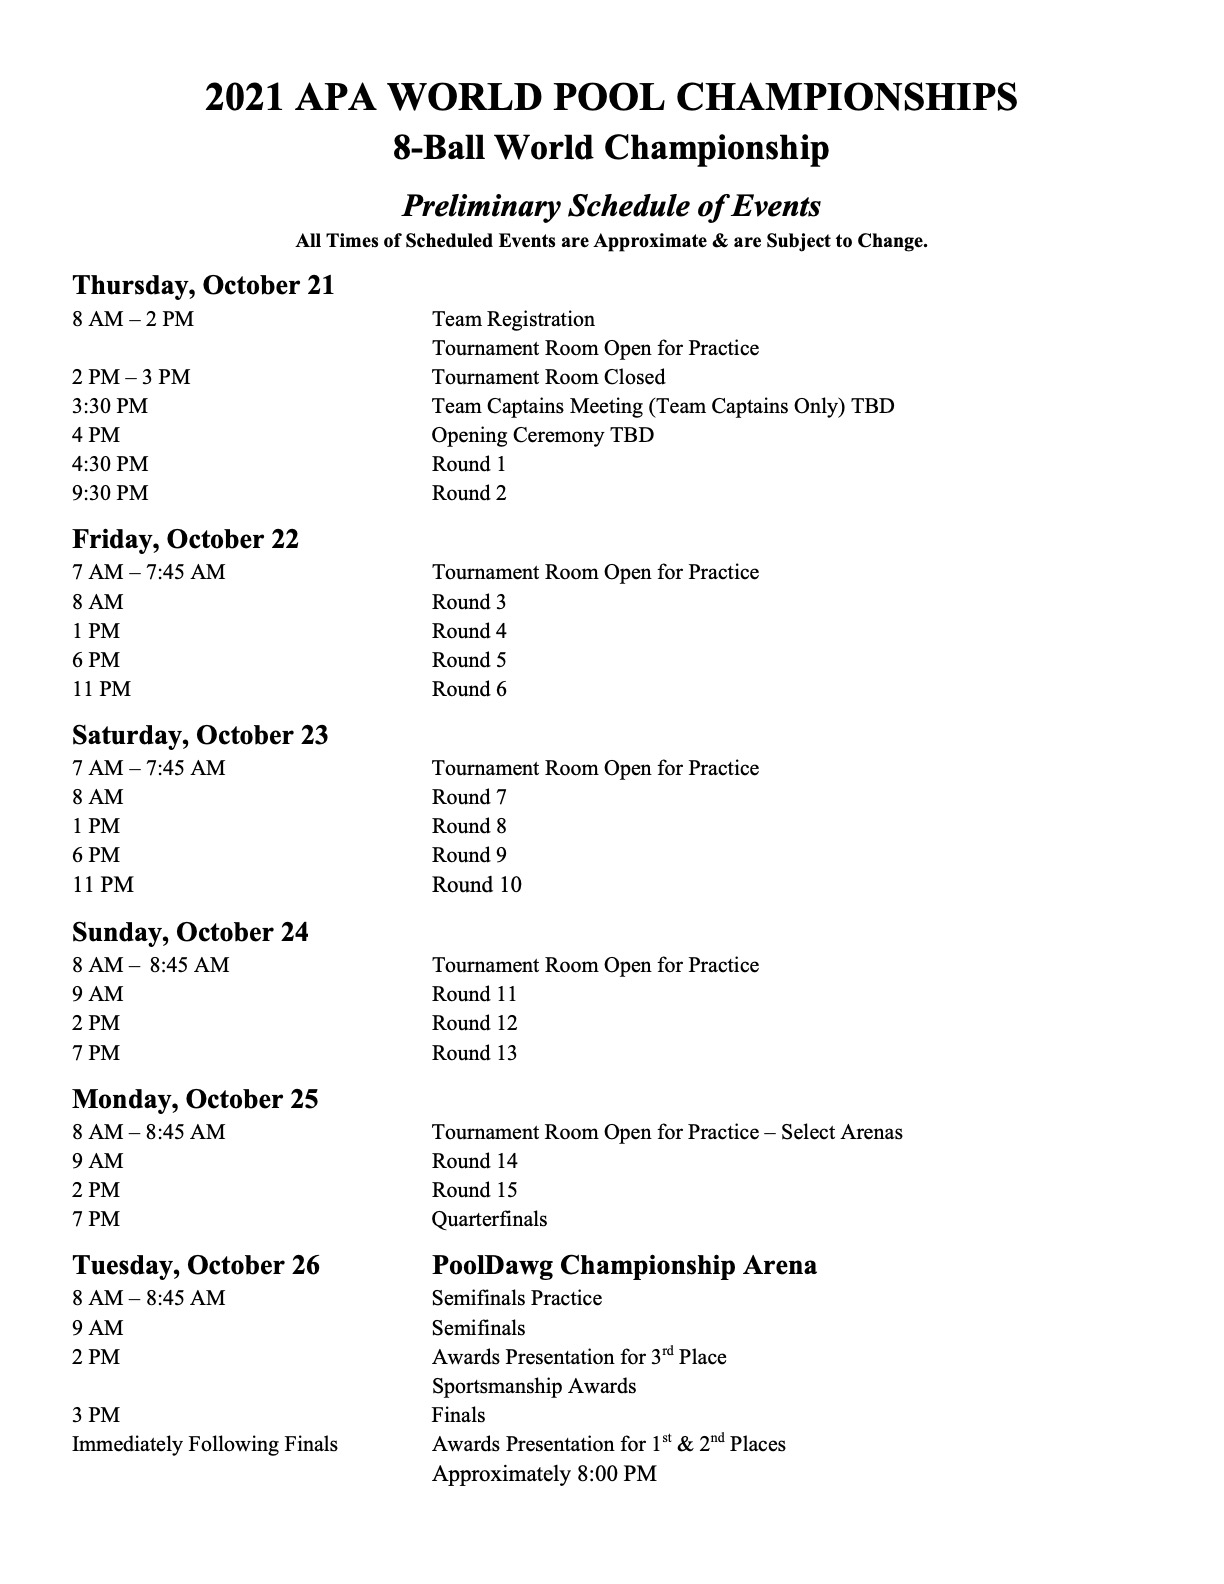 2021 APA WORLD POOL CHAMPIONSHIPS
8-Ball World Championship
Preliminary Schedule of Events
All Times of Scheduled Events are Approximate & are Subject to Change.
Thursday, October 21
8 AM – 2 PM Team Registration
Tournament Room Open for Practice
2 PM – 3 PM Tournament Room Closed
3:30 PM Team Captains Meeting (Team Captains Only) TBD
4 PM Opening Ceremony TBD
4:30 PM Round 1
9:30 PM Round 2
Friday, October 22
7 AM – 7:45 AM Tournament Room Open for Practice
8 AM Round 3
1 PM Round 4
6 PM Round 5
11 PM Round 6
Saturday, October 23
7 AM – 7:45 AM Tournament Room Open for Practice
8 AM Round 7
1 PM Round 8
6 PM Round 9
11 PM Round 10
Sunday, October 24
8 AM – 8:45 AM Tournament Room Open for Practice
9 AM Round 11
2 PM Round 12
7 PM Round 13
Monday, October 25
8 AM – 8:45 AM Tournament Room Open for Practice – Select Arenas
9 AM Round 14
2 PM Round 15
7 PM Quarterfinals
Tuesday, October 26 PoolDawg Championship Arena
8 AM – 8:45 AM Semifinals Practice
9 AM Semifinals
2 PM Awards Presentation for 3rd Place
Sportsmanship Awards
3 PM Finals
Immediately Following Finals Awards Presentation for 1st & 2nd Places
Approximately 8:00 PM